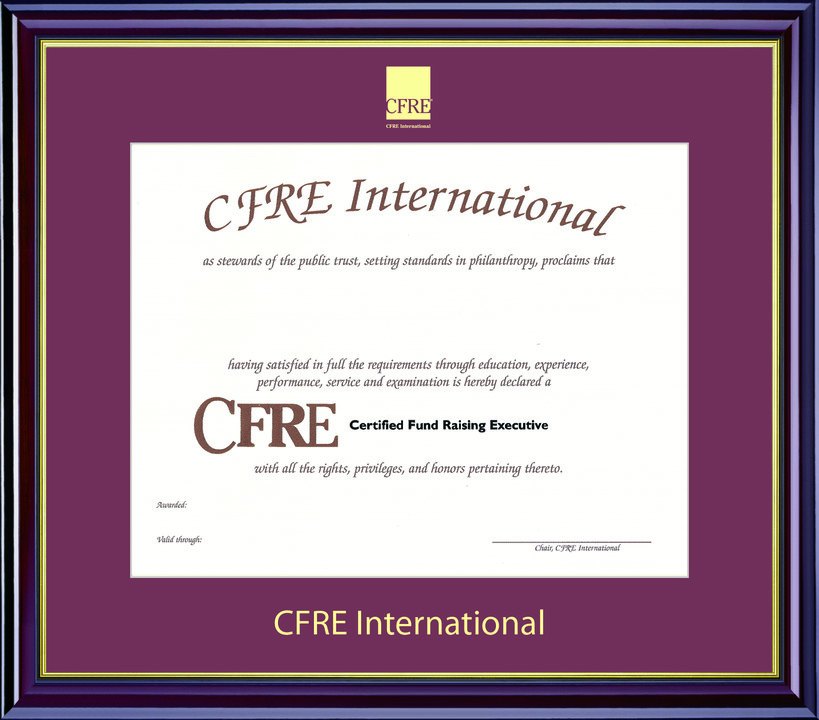 CFRE
CFRE International
CFRE International
as stewards of the public trust, setting standards in philanthropy, proclaims that
having satisfied in full the requirements through education, experience,
performance, service and examination is hereby declared a
CFRE Certified Fund Raising Executive
with all the rights, privileges, and honors pertaining thereto.
Awarded:
Valid through:
Chair, CFRE International
CFRE International